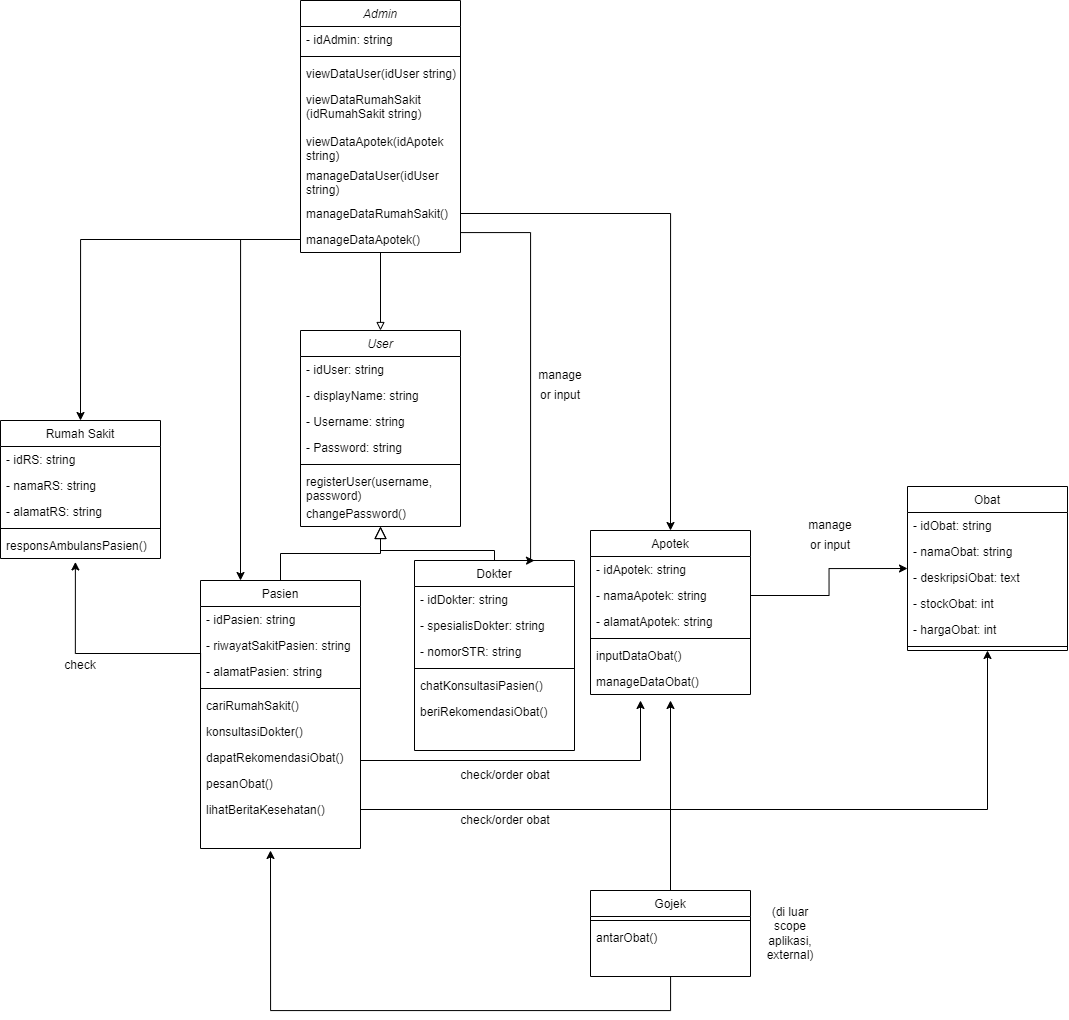 Admin
- idAdmin: string
viewDataUser(idUser string)
viewDataRumahSakit
(idRumahSakit string)
viewDataApotek(idApotek
string)
manageDataUser(idUser
string)
manageDataRumahSakit()
manageDataApotek()
User
- idUser: string
- displayName: string
- Username: string
- Password: string
registerUser(username,
password)
changePassword()
manage
or input
Rumah Sakit
- idRS: string
- namaRS: string
- alamatRS: string
responsAmbulansPasien()
check
Pasien
- idPasien: string
- riwayatSakitPasien: string
- alamatPasien: string
cariRumahSakit()
konsultasiDokter()
dapatRekomendasiObat()
pesanObat()
lihatBeritaKesehatan()
Dokter
- idDokter: string
- spesialisDokter: string
- nomorSTR: string
chatKonsultasiPasien()
beriRekomendasiObat()
Apotek
- idApotek: string
- namaApotek: string
- alamatApotek: string
inputDataObat()
manageDataObat()
manage
or input
Obat
- idObat: string
- namaObat: string
- deskripsiObat: text
- stockObat: int
- hargaObat: int
check/order obat
check/order obat
Gojek
antarObat()
(di luar
scope
aplikasi,
external)